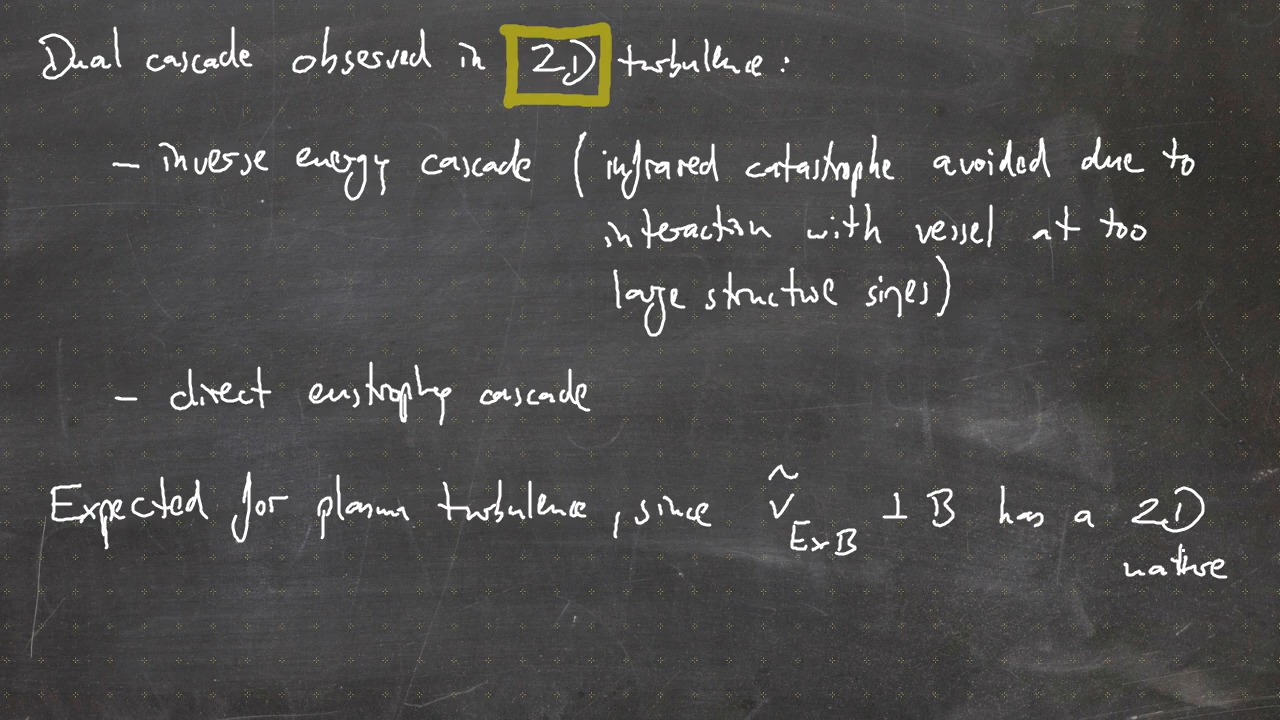 Dual cascade observed in 2D turbulence:
- inverse energy cascade (infrared catastrophe avoided due to
interaction with vessel at too
large structure sizes)
- direct enstrophy cascade
Expected for plasma turbulence, since ṽ_E×B ⊥ B has a 2D
nature